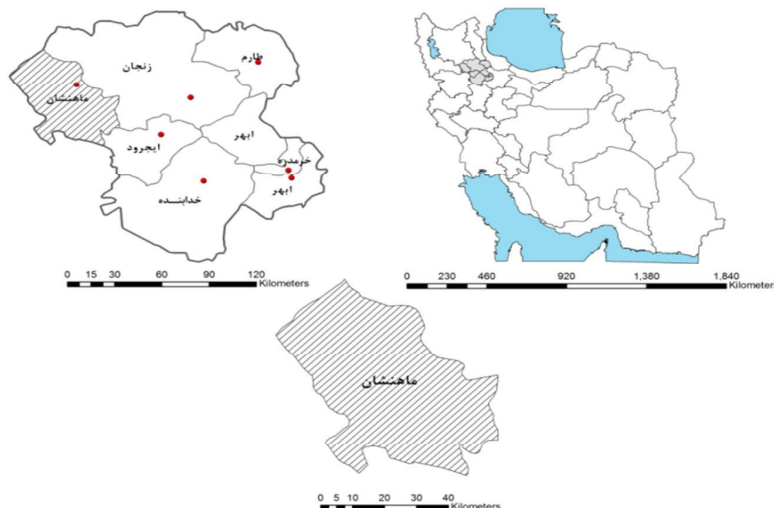 طارم
زنجان
ماهنشان
ابهر
ایجرود
خرمدره
ابهر
خدابنده
0 15 30 60 90 120
Kilometers
0 230 460 920 1,380 1,840
Kilometers
ماهنشان
0 5 10 20 30 40
Kilometers